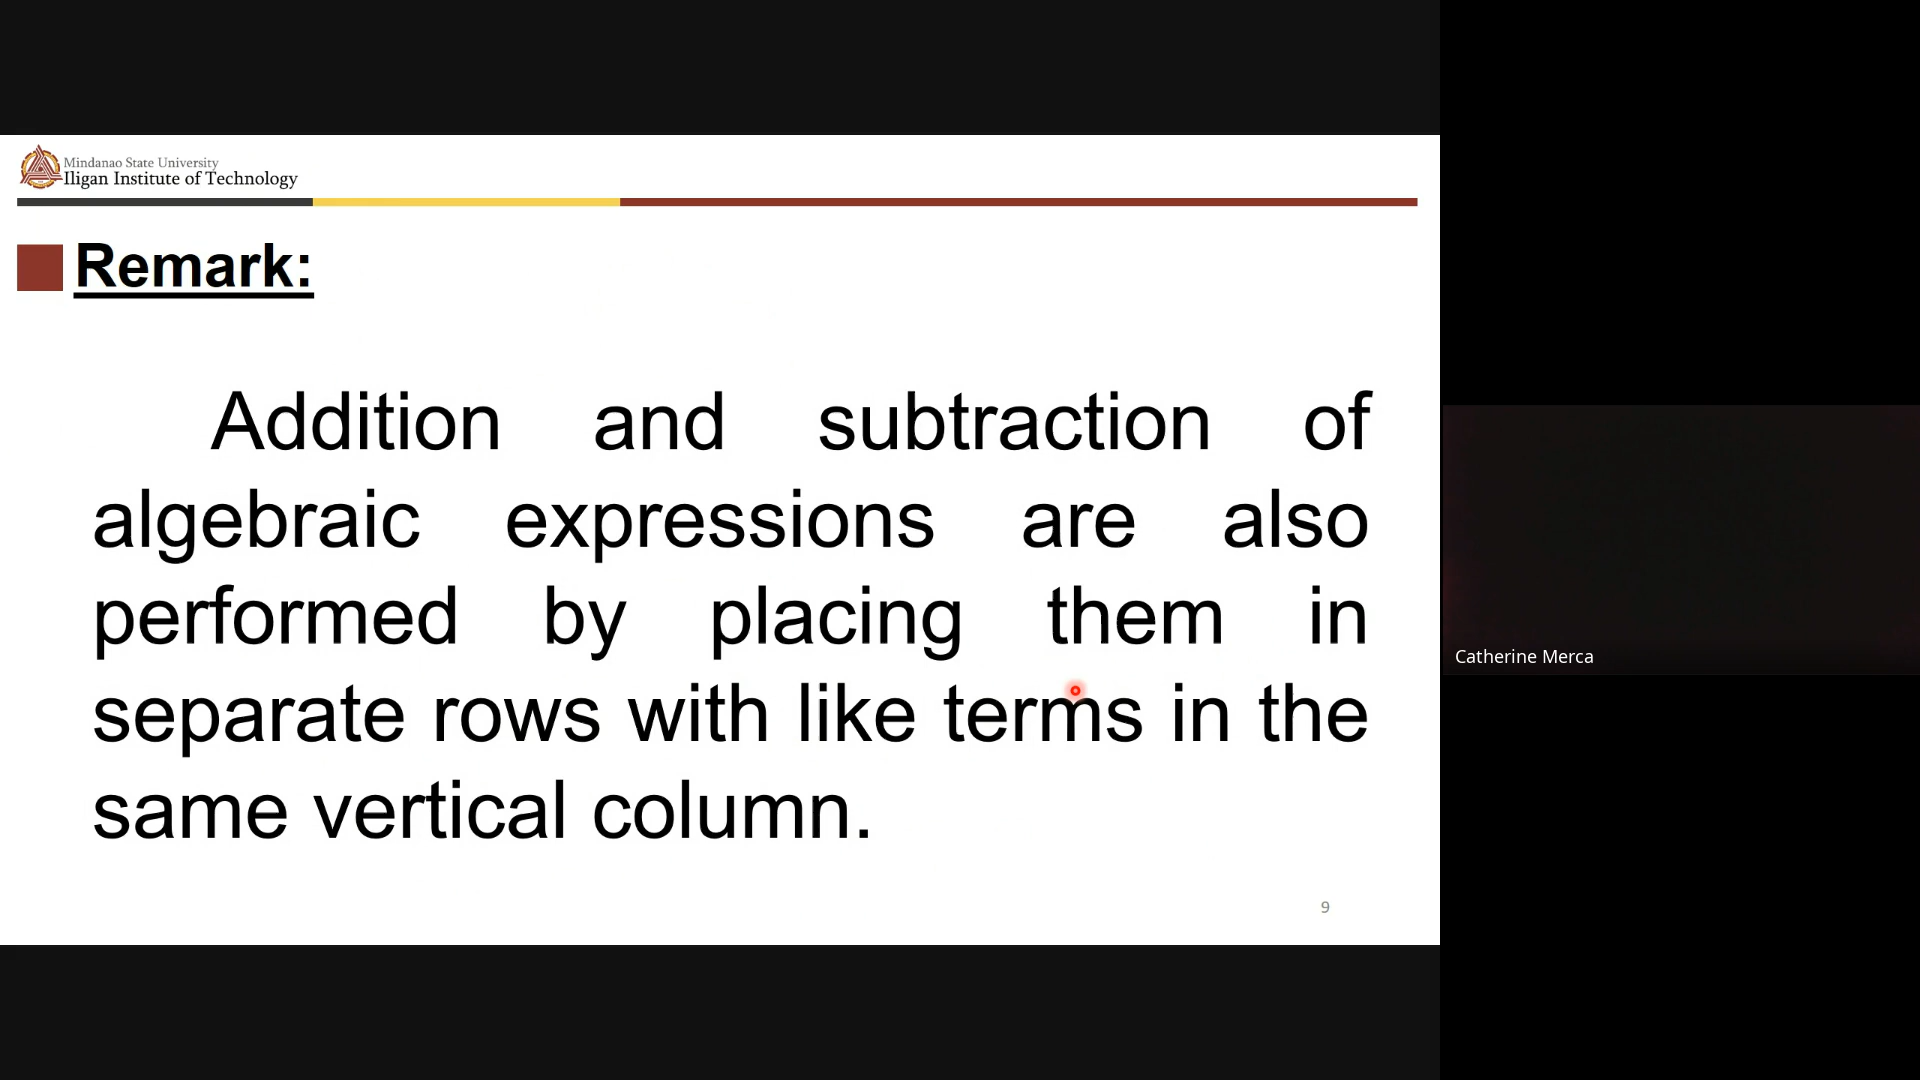 Mindanao State University
Iligan Institute of Technology
Remark:
Addition and subtraction of
algebraic expressions are also
performed by placing them in
separate rows with like terms in the
same vertical column.
9
Catherine Merca